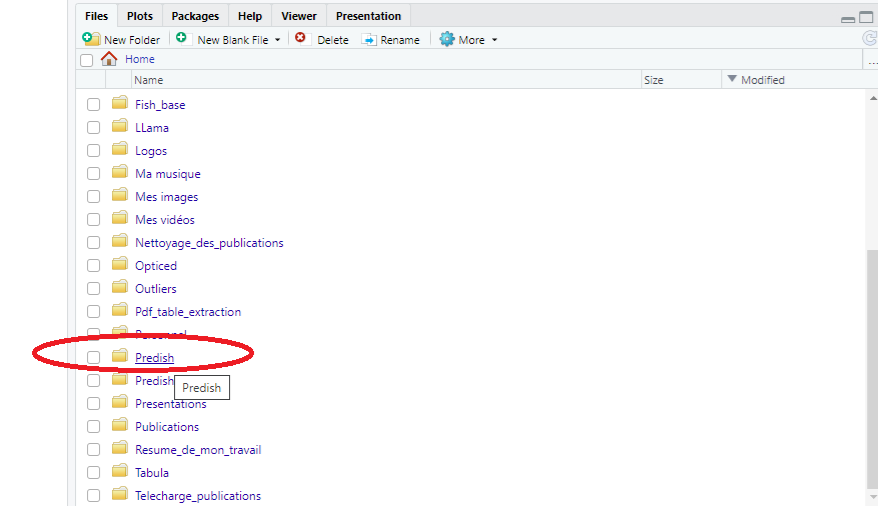 Files Plots Packages Help Viewer Presentation
New Folder New Blank File Delete Rename More
Home ...
Name Size Modified
Fish_base
LLama
Logos
Ma musique
Mes images
Mes vidéos
Nettoyage_des_publications
Opticed
Outliers
Pdf_table_extraction
Personnel
Predish
Predish
Predish
Presentations
Publications
Resume_de_mon_travail
Tabula
Telecharge_publications